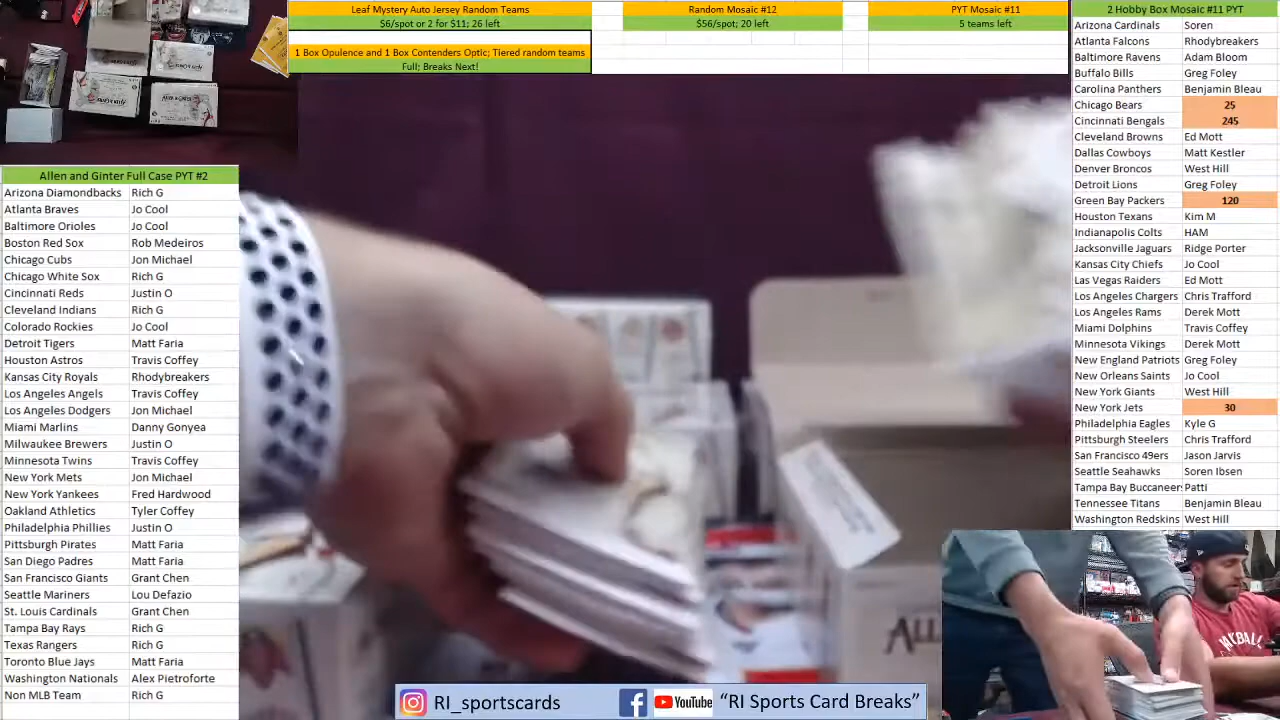 Leaf Mystery Auto Jersey Random Teams
$6/spot or 2 for $11; 26 left
1 Box Opulence and 1 Box Contenders Optic; Tiered random teams
Full; Breaks Next!
Random Mosaic #12
$56/spot; 20 left
PYT Mosaic #11
5 teams left
2 Hobby Box Mosaic #11 PYT
Arizona Cardinals Soren
Atlanta Falcons Rhodybreakers
Baltimore Ravens Adam Bloom
Buffalo Bills Greg Foley
Carolina Panthers Benjamin Bleau
Chicago Bears 25
Cincinnati Bengals 245
Cleveland Browns Ed Mott
Dallas Cowboys Matt Kestler
Denver Broncos West Hill
Detroit Lions Greg Foley
Green Bay Packers 120
Houston Texans Kim M
Indianapolis Colts HAM
Jacksonville Jaguars Ridge Porter
Kansas City Chiefs Jo Cool
Las Vegas Raiders Ed Mott
Los Angeles Chargers Chris Trafford
Los Angeles Rams Derek Mott
Miami Dolphins Travis Coffey
Minnesota Vikings Derek Mott
New England Patriots Greg Foley
New Orleans Saints Jo Cool
New York Giants West Hill
New York Jets 30
Philadelphia Eagles Kyle G
Pittsburgh Steelers Chris Trafford
San Francisco 49ers Jason Jarvis
Seattle Seahawks Soren Ibsen
Tampa Bay Buccaneers Patti
Tennessee Titans Benjamin Bleau
Washington Redskins West Hill
Allen and Ginter Full Case PYT #2
Arizona Diamondbacks Rich G
Atlanta Braves Jo Cool
Baltimore Orioles Jo Cool
Boston Red Sox Rob Medeiros
Chicago Cubs Jon Michael
Chicago White Sox Rich G
Cincinnati Reds Justin O
Cleveland Indians Rich G
Colorado Rockies Jo Cool
Detroit Tigers Matt Faria
Houston Astros Travis Coffey
Kansas City Royals Rhodybreakers
Los Angeles Angels Travis Coffey
Los Angeles Dodgers Jon Michael
Miami Marlins Danny Gonyea
Milwaukee Brewers Justin O
Minnesota Twins Travis Coffey
New York Mets Jon Michael
New York Yankees Fred Hardwood
Oakland Athletics Tyler Coffey
Philadelphia Phillies Justin O
Pittsburgh Pirates Matt Faria
San Diego Padres Matt Faria
San Francisco Giants Grant Chen
Seattle Mariners Lou Defazio
St. Louis Cardinals Grant Chen
Tampa Bay Rays Rich G
Texas Rangers Rich G
Toronto Blue Jays Matt Faria
Washington Nationals Alex Pietroforte
Non MLB Team Rich G
RI_sportscards
YouTube
"RI Sports Card Breaks"